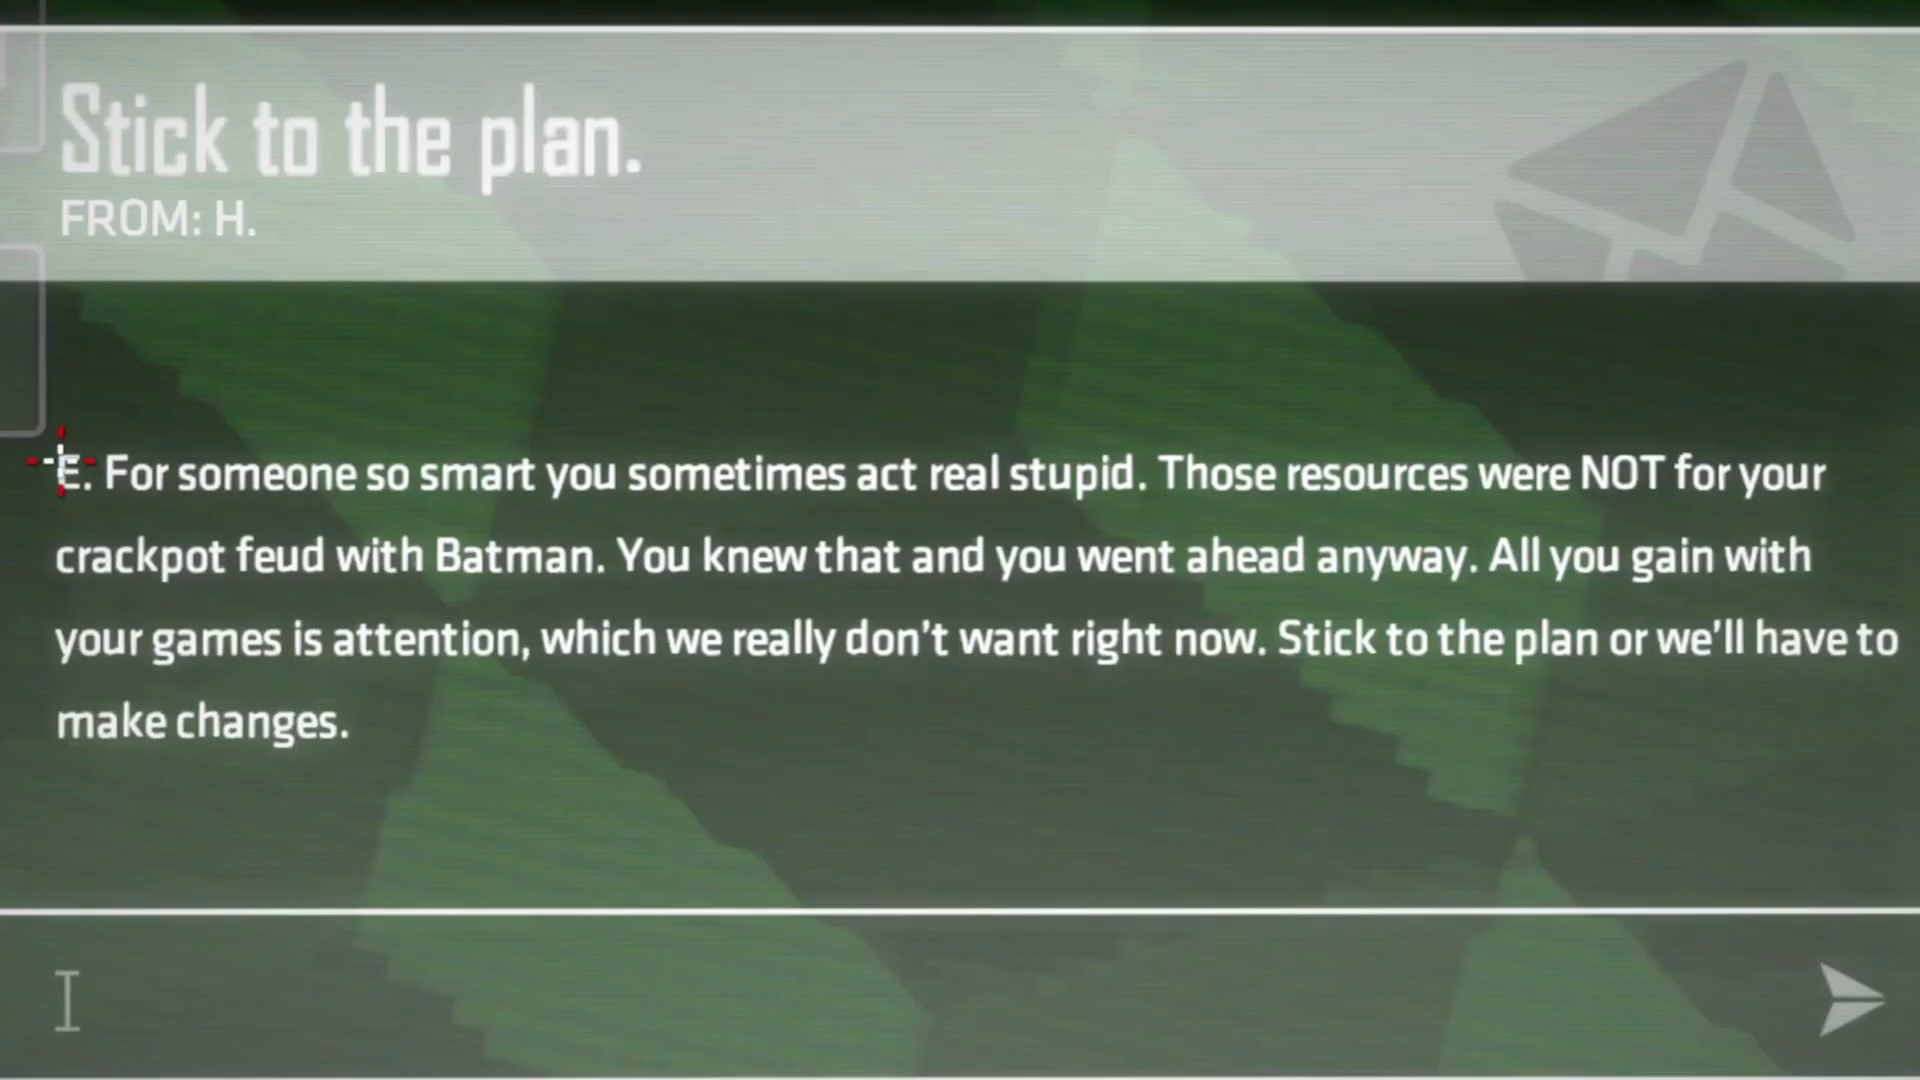 Stick to the plan.
FROM: H.
E. For someone so smart you sometimes act real stupid. Those resources were NOT for your
crackpot feud with Batman. You knew that and you went ahead anyway. All you gain with
your games is attention, which we really don't want right now. Stick to the plan or we'll have to
make changes.